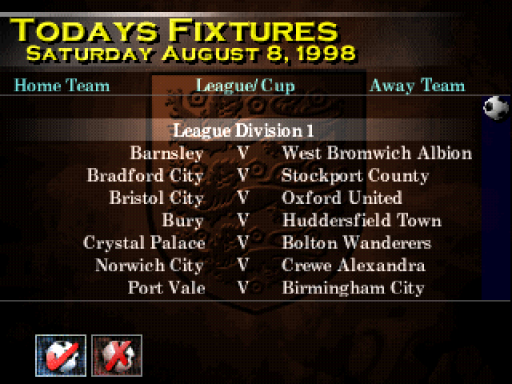 Todays Fixtures
Saturday August 8, 1998
Home Team League/Cup Away Team
League Division 1
Barnsley V West Bromwich Albion
Bradford City V Stockport County
Bristol City V Oxford United
Bury V Huddersfield Town
Crystal Palace V Bolton Wanderers
Norwich City V Crewe Alexandra
Port Vale V Birmingham City